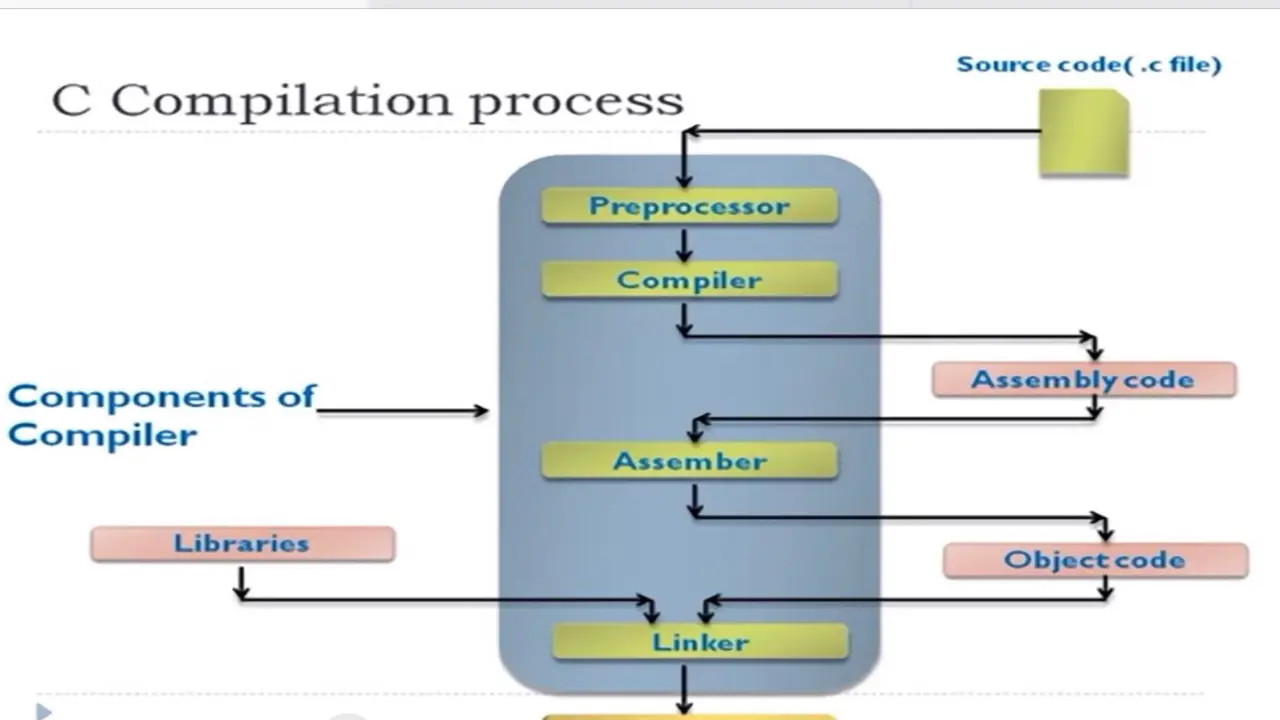 Source code( .c file)
C Compilation process
Preprocessor
Compiler
Assembly code
Components of
Compiler
Assember
Libraries
Object code
Linker